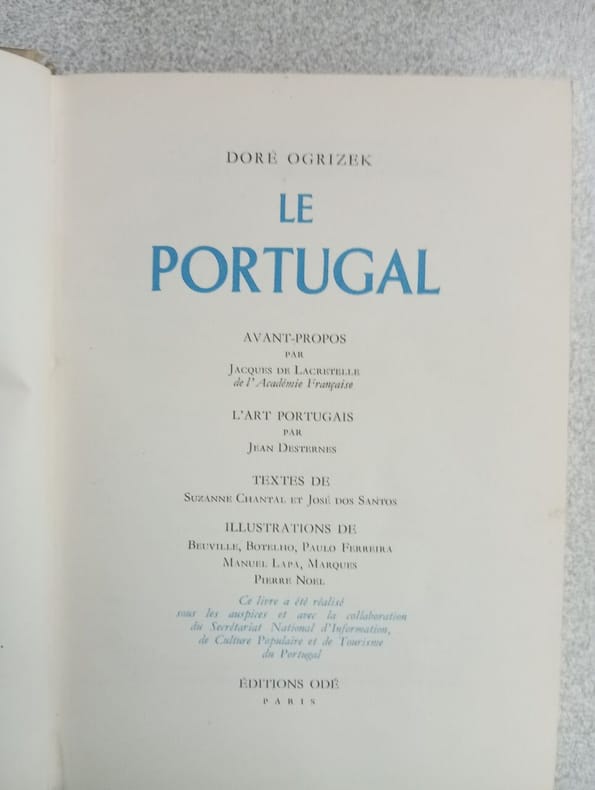 DORÉ OGRIZEK
LE
PORTUGAL
AVANT-PROPOS
PAR
JACQUES DE LACRETELLE
de l'Académie Française
L'ART PORTUGAIS
PAR
JEAN DESTERNES
TEXTES DE
SUZANNE CHANTAL ET JOSÉ DOS SANTOS
ILLUSTRATIONS DE
BEUVILLE, BOTELHO, PAULO FERREIRA
MANUEL LAPA, MARQUES
PIERRE NOEL
Ce livre a été réalisé
sous les auspices et avec la collaboration
du Secrétariat National d'Information,
de Culture Populaire et de Tourisme
du Portugal
ÉDITIONS ODÉ
PARIS